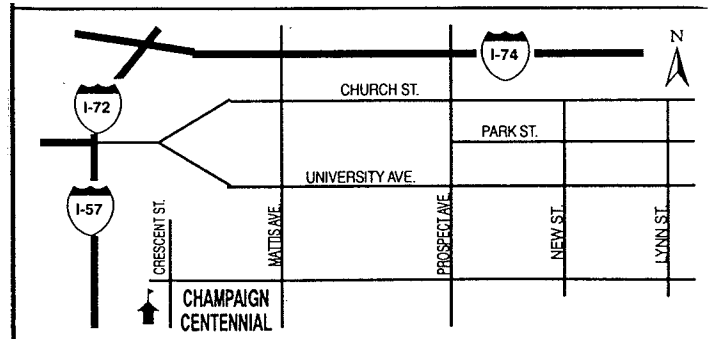 N
I-74
CHURCH ST.
I-72
PARK ST.
UNIVERSITY AVE.
I-57
CRESCENT ST.
MATTIS AVE.
PROSPECT AVE.
NEW ST.
LYNN ST.
CHAMPAIGN
CENTENNIAL